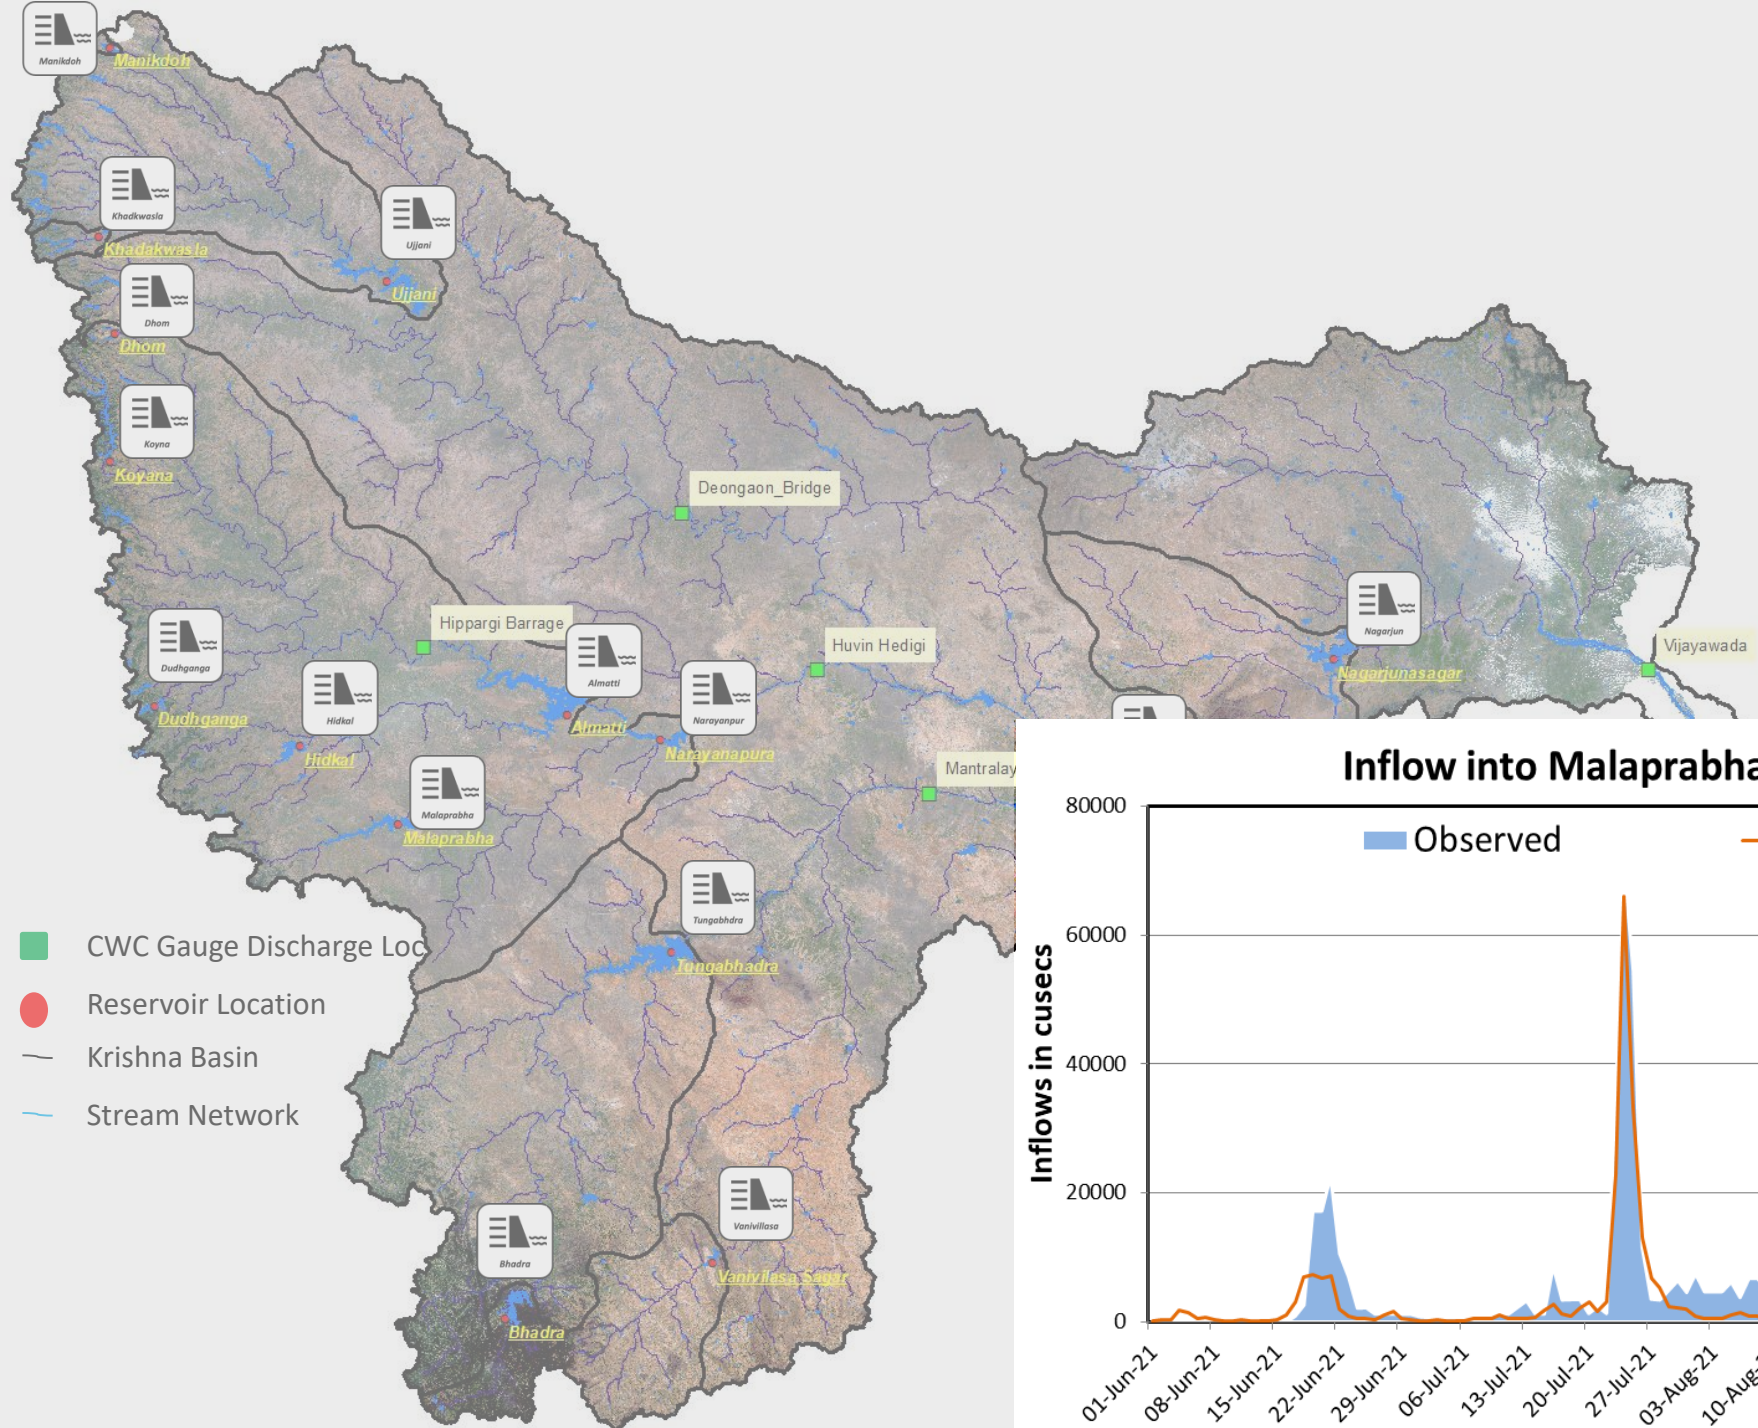 Manikdoh
Manikdoh
Khadkwasla
Khadakwasla
Ujjani
Ujjani
Dhom
Dhom
Koyna
Koyana
Deongaon_Bridge
Hippargi Barrage
Huvin Hedigi
Nagarjun
Nagarjunasagar
Vijayawada
Dudhganga
Dudhganga
Hidkal
Hidkal
Almatti
Almatti
Narayanpur
Narayanapura
Mantralay
Malaprabha
Malaprabha
Tungabhdra
Tungabhadra
Vanivillasa
Vanivilasa Sagar
Bhadra
Bhadra
CWC Gauge Discharge Loc
Reservoir Location
Krishna Basin
Stream Network
Inflow into Malaprabha
Observed
Inflows in cusecs
80000
60000
40000
20000
0
01-Jun-21
08-Jun-21
15-Jun-21
22-Jun-21
29-Jun-21
06-Jul-21
13-Jul-21
20-Jul-21
27-Jul-21
03-Aug-21
10-Aug-